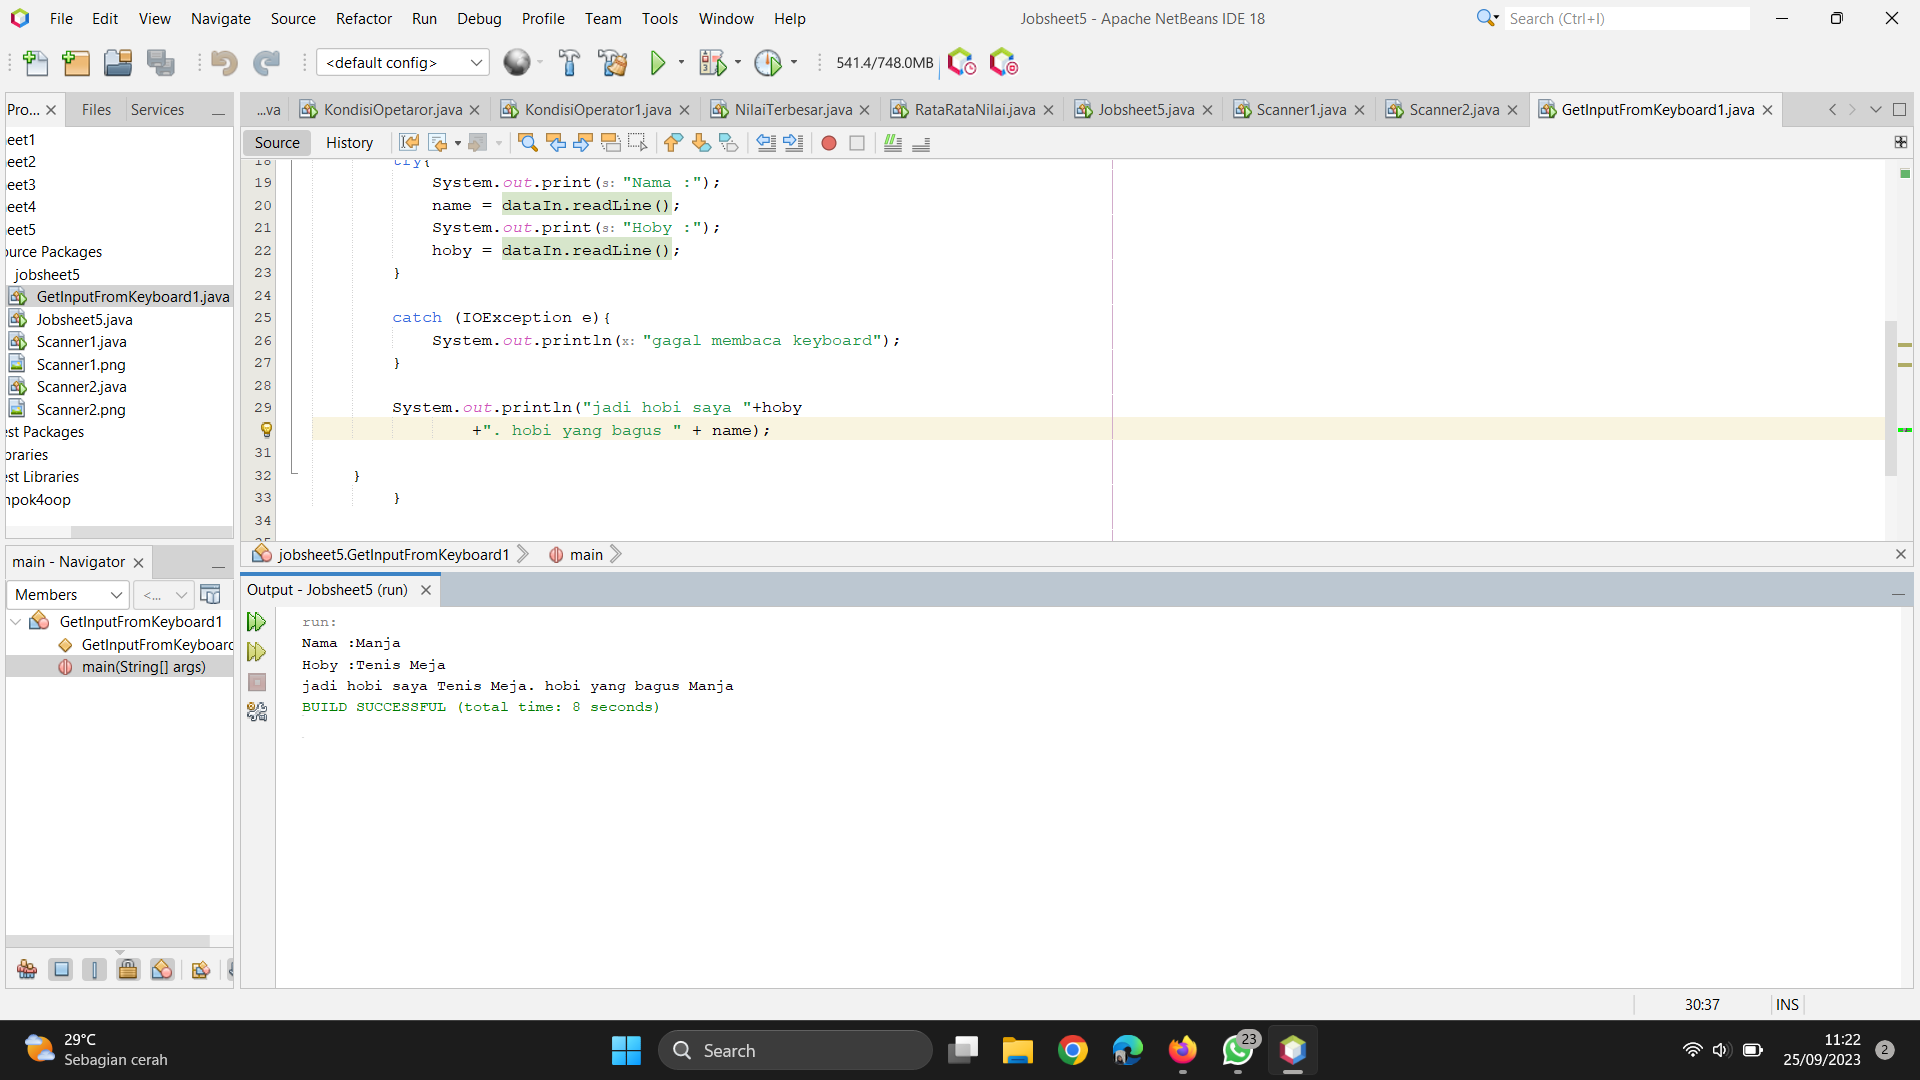 File Edit View Navigate Source Refactor Run Debug Profile Team Tools Window Help
Jobsheet5 - Apache NetBeans IDE 18
Search (Ctrl+I)
<default config>
541.4/748.0MB
Pro... Files Services
...va KondisiOpetaror.java KondisiOperator1.java NilaiTerbesar.java RataRataNilai.java Jobsheet5.java Scanner1.java Scanner2.java GetInputFromKeyboard1.java
Source History
eet1
eet2
eet3
eet4
eet5
ource Packages
jobsheet5
GetInputFromKeyboard1.java
Jobsheet5.java
Scanner1.java
Scanner1.png
Scanner2.java
Scanner2.png
est Packages
braries
est Libraries
npok4oop
18 try{
19 System.out.print(s: "Nama :");
20 name = dataIn.readLine();
21 System.out.print(s: "Hoby :");
22 hoby = dataIn.readLine();
23 }
24
25 catch (IOException e){
26 System.out.println(x: "gagal membaca keyboard");
27 }
28
29 System.out.println("jadi hobi saya "+hoby
+". hobi yang bagus " + name);
31
32 }
33 }
34
35
jobsheet5.GetInputFromKeyboard1 main
main - Navigator
Members <...
GetInputFromKeyboard1
GetInputFromKeyboard
main(String[] args)
Output - Jobsheet5 (run)
run:
Nama :Manja
Hoby :Tenis Meja
jadi hobi saya Tenis Meja. hobi yang bagus Manja
BUILD SUCCESSFUL (total time: 8 seconds)
30:37 INS
29°C
Sebagian cerah
Search
23
11:22
25/09/2023
2